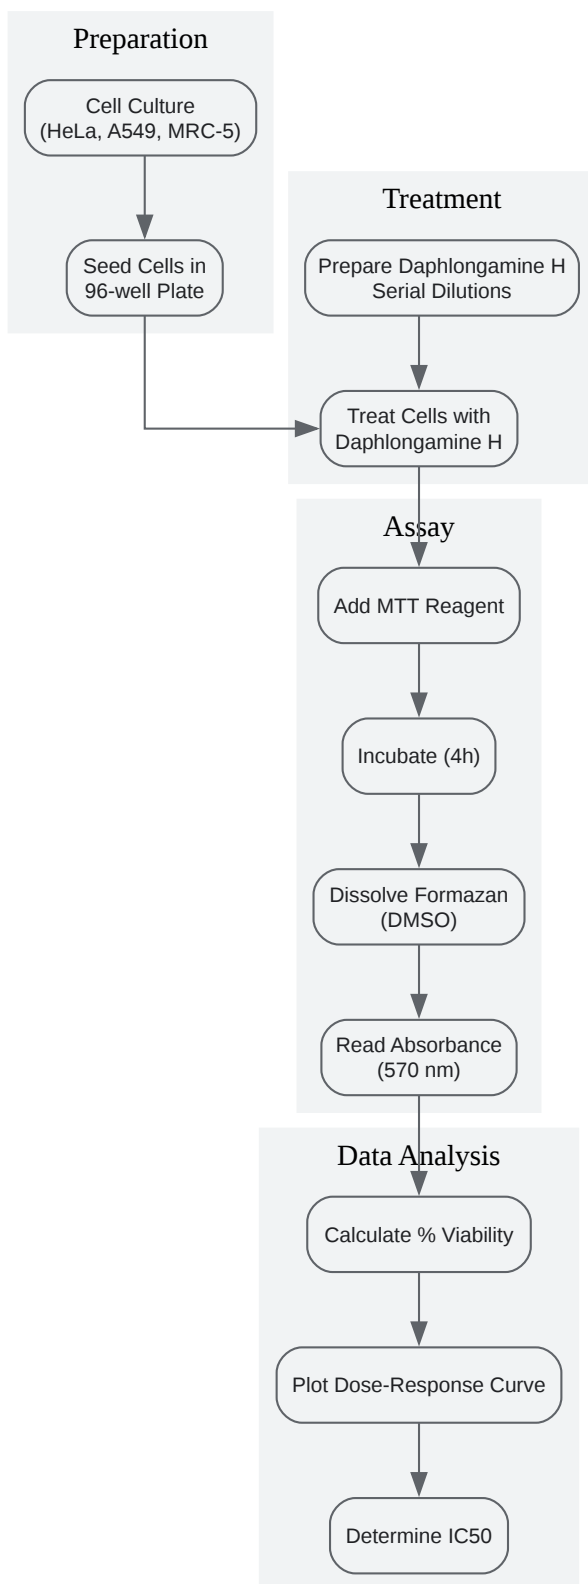 Preparation
Cell Culture
(HeLa, A549, MRC-5)
Seed Cells in
96-well Plate
Treatment
Prepare Daphlongamine H
Serial Dilutions
Treat Cells with
Daphlongamine H
Assay
Add MTT Reagent
Incubate (4h)
Dissolve Formazan
(DMSO)
Read Absorbance
(570 nm)
Data Analysis
Calculate % Viability
Plot Dose-Response Curve
Determine IC50